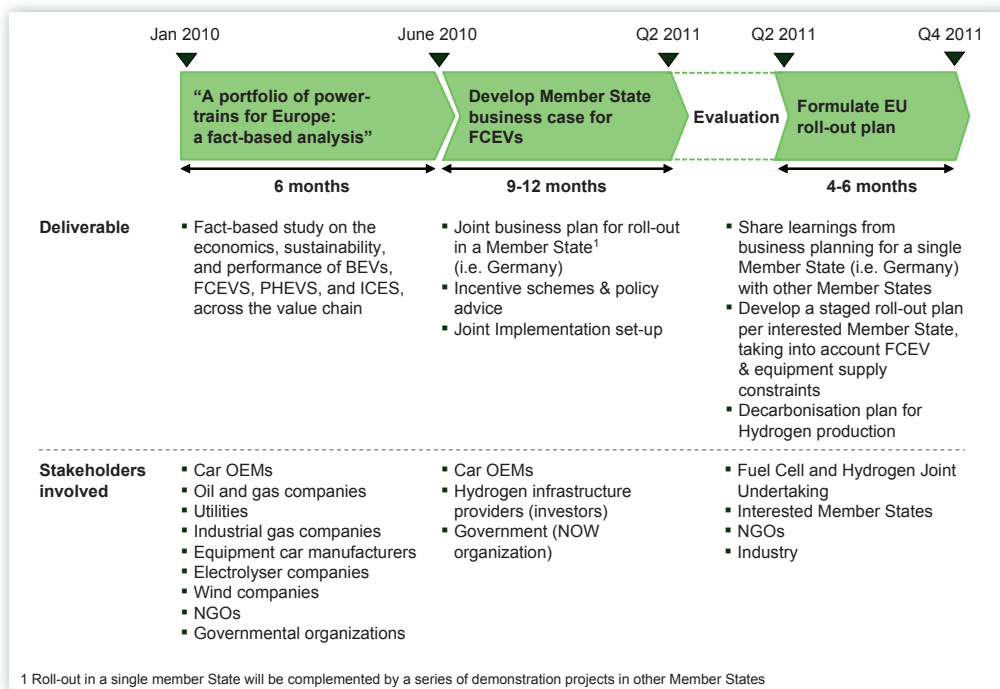 Jan 2010 June 2010 Q2 2011 Q2 2011 Q4 2011
“A portfolio of power-
trains for Europe:
a fact-based analysis”
Develop Member State
business case for
FCEVs
Evaluation
Formulate EU
roll-out plan
6 months 9-12 months 4-6 months
Deliverable
▪ Fact-based study on the
economics, sustainability,
and performance of BEVs,
FCEVS, PHEVS, and ICES,
across the value chain
▪ Joint business plan for roll-out
in a Member State1
(i.e. Germany)
▪ Incentive schemes & policy
advice
▪ Joint Implementation set-up
▪ Share learnings from
business planning for a single
Member State (i.e. Germany)
with other Member States
▪ Develop a staged roll-out plan
per interested Member State,
taking into account FCEV
& equipment supply
constraints
▪ Decarbonisation plan for
Hydrogen production
Stakeholders
involved
▪ Car OEMs
▪ Oil and gas companies
▪ Utilities
▪ Industrial gas companies
▪ Equipment car manufacturers
▪ Electrolyser companies
▪ Wind companies
▪ NGOs
▪ Governmental organizations
▪ Car OEMs
▪ Hydrogen infrastructure
providers (investors)
▪ Government (NOW
organization)
▪ Fuel Cell and Hydrogen Joint
Undertaking
▪ Interested Member States
▪ NGOs
▪ Industry
1 Roll-out in a single member State will be complemented by a series of demonstration projects in other Member States